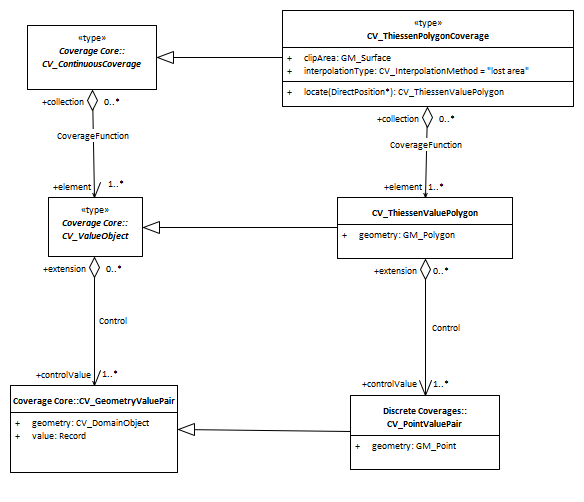 «type»
Coverage Core::
CV_ContinuousCoverage
«type»
CV_ThiessenPolygonCoverage
+ clipArea: GM_Surface
+ interpolationType: CV_InterpolationMethod = "lost area"
+ locate(DirectPosition*): CV_ThiessenValuePolygon
+collection 0..*
CoverageFunction
+element 1..*
+collection 0..*
CoverageFunction
+element 1..*
«type»
Coverage Core::
CV_ValueObject
CV_ThiessenValuePolygon
+ geometry: GM_Polygon
+extension 0..*
Control
+controlValue 1..*
+extension 0..*
Control
+controlValue 1..*
Coverage Core::CV_GeometryValuePair
+ geometry: CV_DomainObject
+ value: Record
Discrete Coverages::
CV_PointValuePair
+ geometry: GM_Point